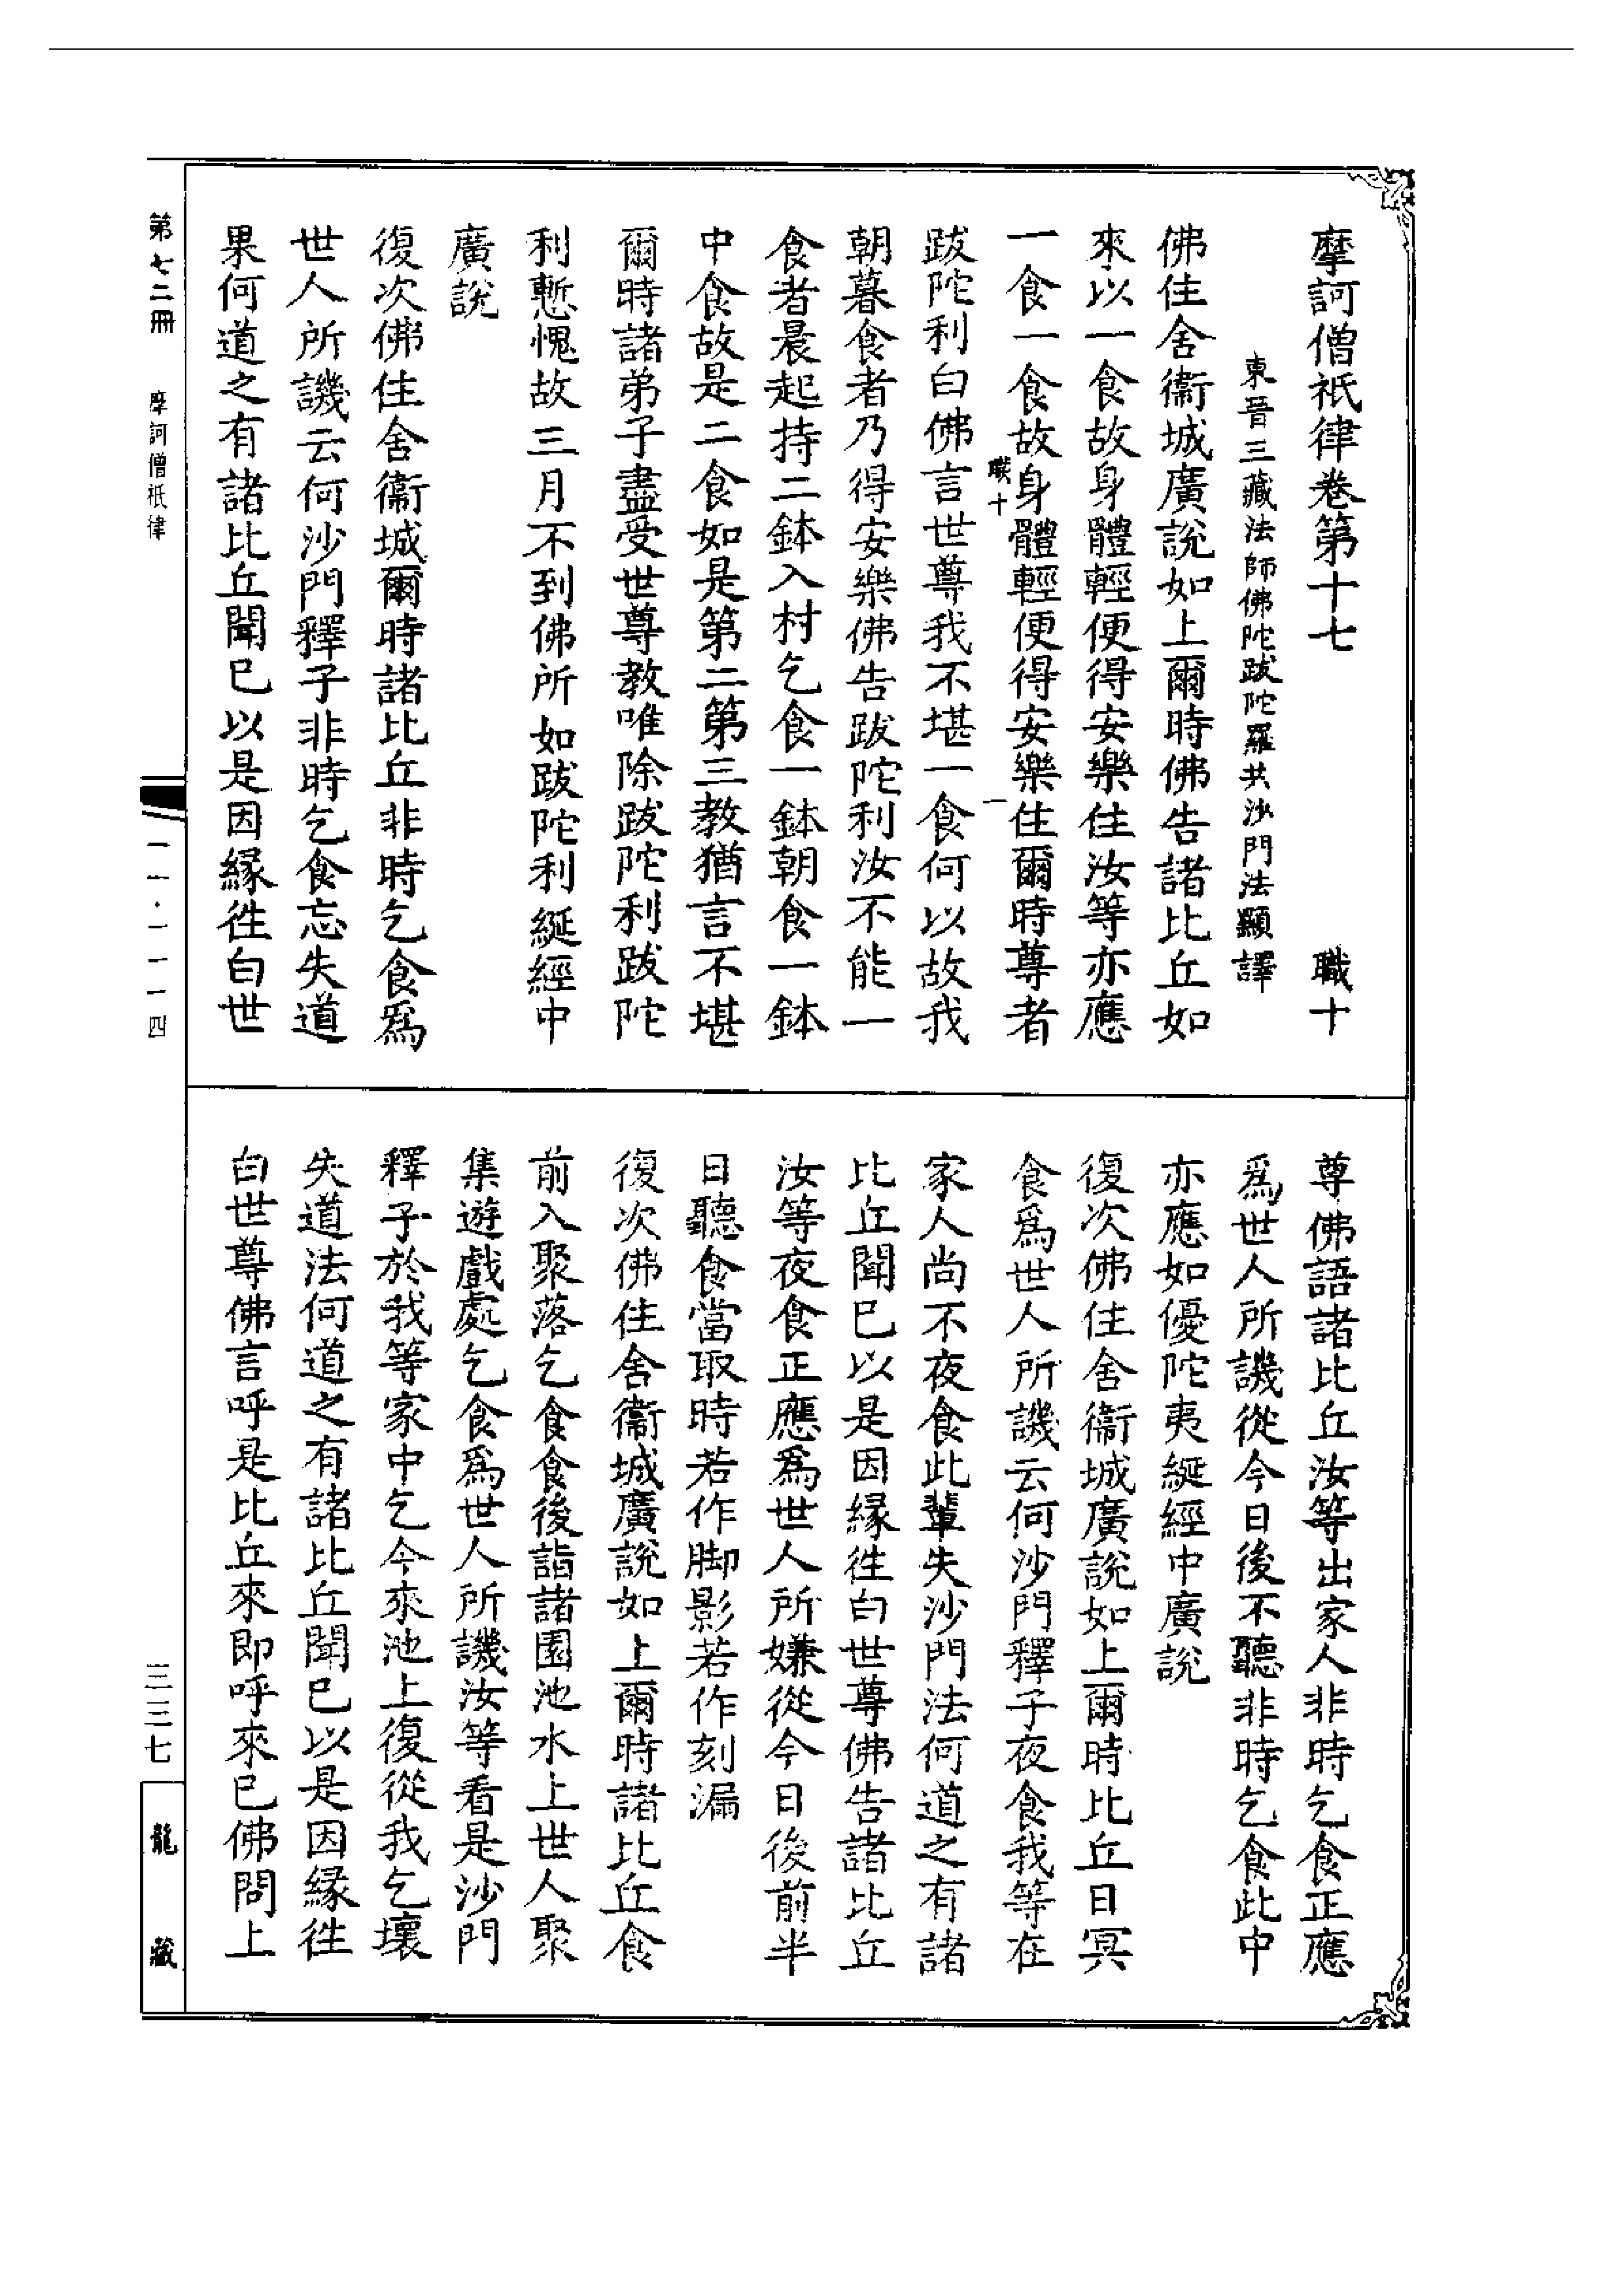 摩訶僧祇律卷第十七　職十
東晉三藏法師佛陀跋陀羅共沙門法顯譯
佛住舍衞城廣說如上爾時佛告諸比丘如
來以一食故身體輕便得安樂住汝等亦應
一食一食故身體輕便得安樂住爾時尊者
職十　一
跋陀利白佛言世尊我不堪一食何以故我
朝暮食者乃得安樂佛告跋陀利汝不能一
食者晨起持二鉢入村乞食一鉢朝食一鉢
中食故是二食如是第二第三教猶言不堪
爾時諸弟子盡受世尊教唯除跋陀利跋陀
利慙愧故三月不到佛所如跋陀利綖經中
廣說
復次佛住舍衞城爾時諸比丘非時乞食爲
世人所譏云何沙門釋子非時乞食忘失道
果何道之有諸比丘聞已以是因緣徃白世
尊佛語諸比丘汝等出家人非時乞食正應
爲世人所譏從今日後不聽非時乞食此中
亦應如優陀夷綖經中廣說
復次佛住舍衞城廣說如上爾時比丘日冥
食爲世人所譏云何沙門釋子夜食我等在
家人尚不夜食此輩失沙門法何道之有諸
比丘聞已以是因緣徃白世尊佛告諸比丘
汝等夜食正應爲世人所嫌從今日後前半
日聽食當取時若作脚影若作刻漏
復次佛住舍衞城廣說如上爾時諸比丘食
前入聚落乞食食後詣諸園池水上世人聚
集遊戲處乞食爲世人所譏汝等看是沙門
釋子於我等家中乞今來池上復從我乞壞
失道法何道之有諸比丘聞已以是因緣徃
白世尊佛言呼是比丘來即呼來已佛問上
第七二冊　摩訶僧祇律
一一·一一一四
三三七
龍藏